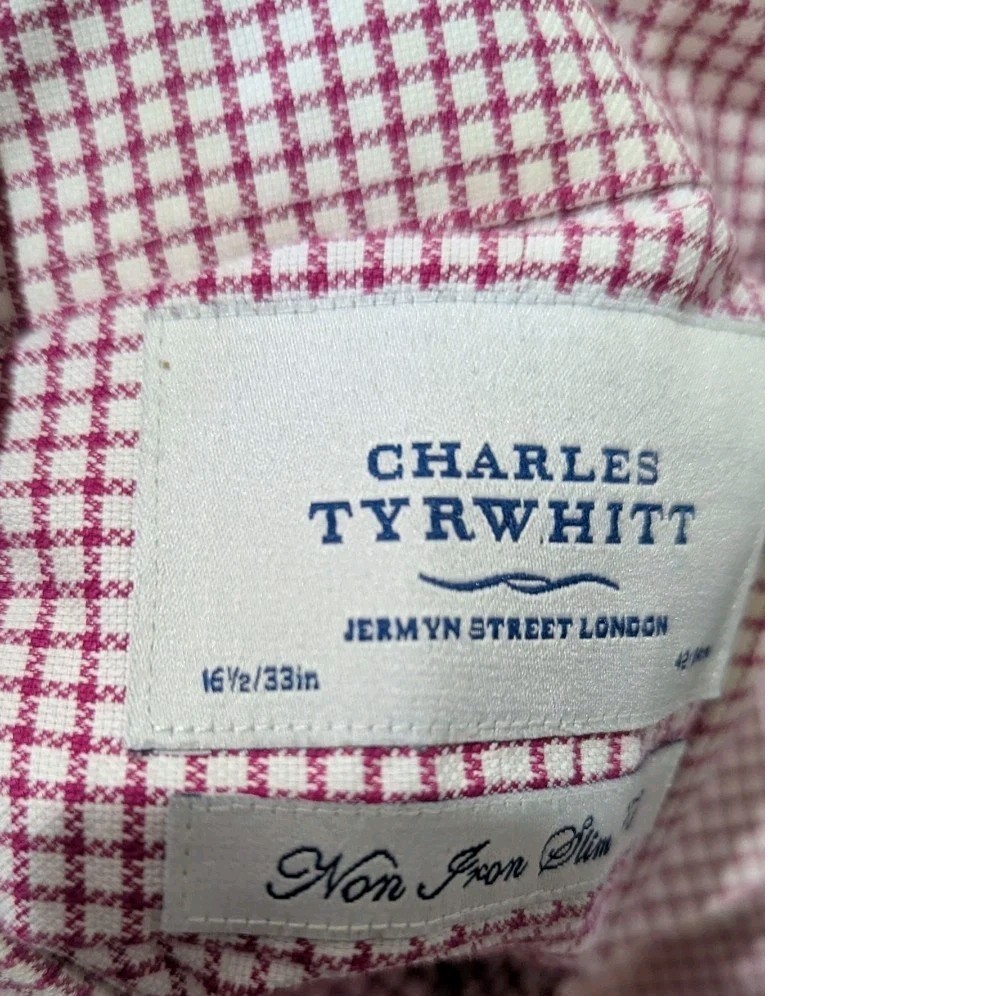 CHARLES
TYRWHITT
JERMYN STREET LONDON
16½/33in
Non Iron Slim